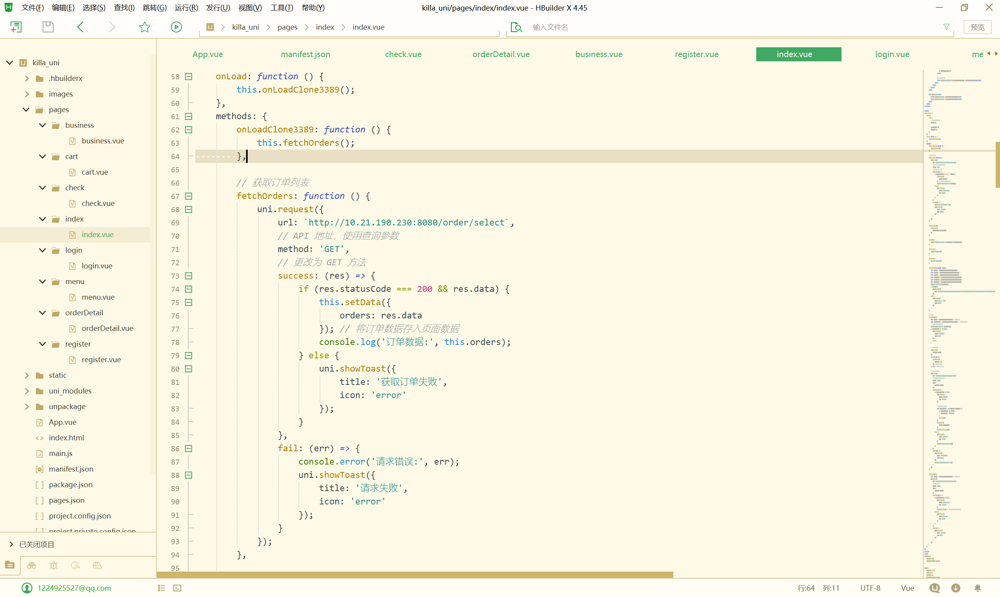 文件(F) 编辑(E) 选择(S) 查找(I) 跳转(G) 运行(R) 发行(U) 视图(V) 工具(T) 帮助(Y) killa_uni/pages/index/index.vue - HBuilder X 4.45
killa_uni pages index index.vue 输入文件名 预览
App.vue manifest.json check.vue orderDetail.vue business.vue register.vue index.vue login.vue me
killa_uni
.hbuilderx
images
pages
business
business.vue
cart
cart.vue
check
check.vue
index
index.vue
login
login.vue
menu
menu.vue
orderDetail
orderDetail.vue
register
register.vue
static
uni_modules
unpackage
App.vue
index.html
main.js
manifest.json
package.json
pages.json
project.config.json
project.private.config.json
已关闭项目
58 onLoad: function () {
59 this.onLoadClone3389();
60 },
61 methods: {
62 onLoadClone3389: function () {
63 this.fetchOrders();
64 },
65
66 // 获取订单列表
67 fetchOrders: function () {
68 uni.request({
69 url: `http://10.21.190.230:8080/order/select`,
70 // API 地址，使用查询参数
71 method: 'GET',
72 // 更改为 GET 方法
73 success: (res) => {
74 if (res.statusCode === 200 && res.data) {
75 this.setData({
76 orders: res.data
77 }); // 将订单数据存入页面数据
78 console.log('订单数据:', this.orders);
79 } else {
80 uni.showToast({
81 title: '获取订单失败',
82 icon: 'error'
83 });
84 }
85 },
86 fail: (err) => {
87 console.error('请求错误:', err);
88 uni.showToast({
89 title: '请求失败',
90 icon: 'error'
91 });
92 }
93 });
94 },
95
1224925527@qq.com 行:64 列:11 UTF-8 Vue